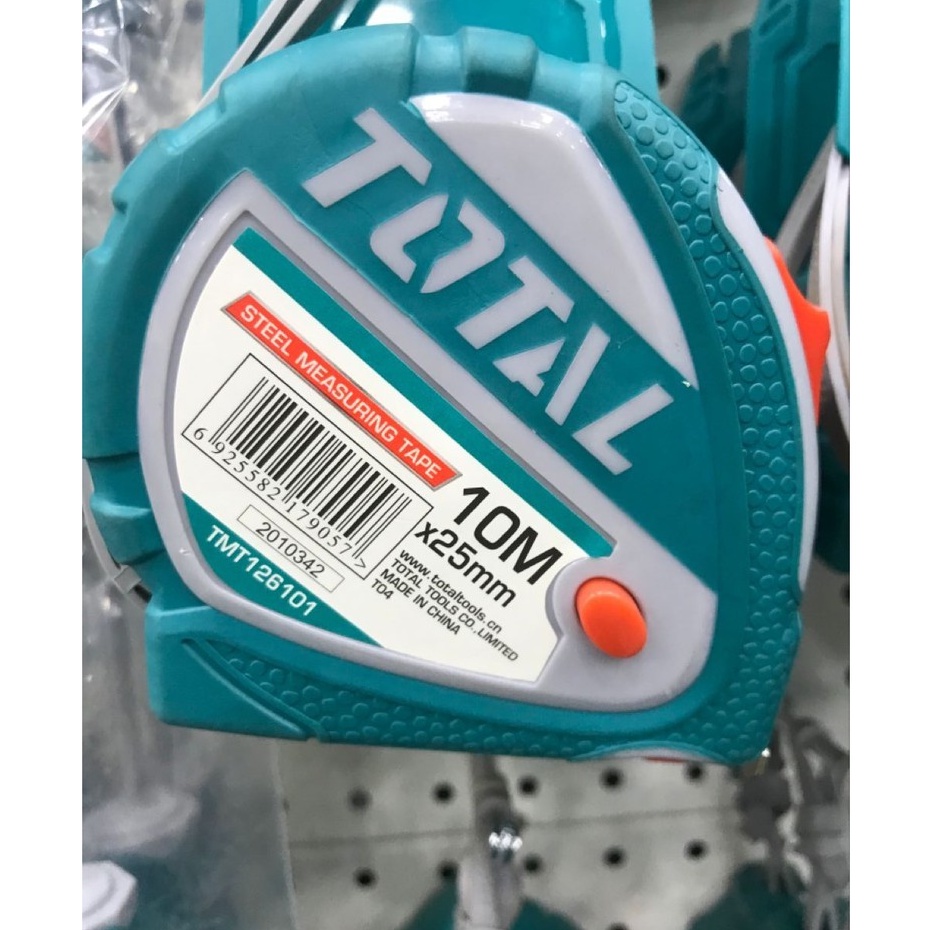 TOTAL
STEEL MEASURING TAPE
6 925582 179057 >
2010342
TMT126101
10M
x25mm
www.totaltools.cn
TOTAL TOOLS CO.,LIMITED
MADE IN CHINA
T04